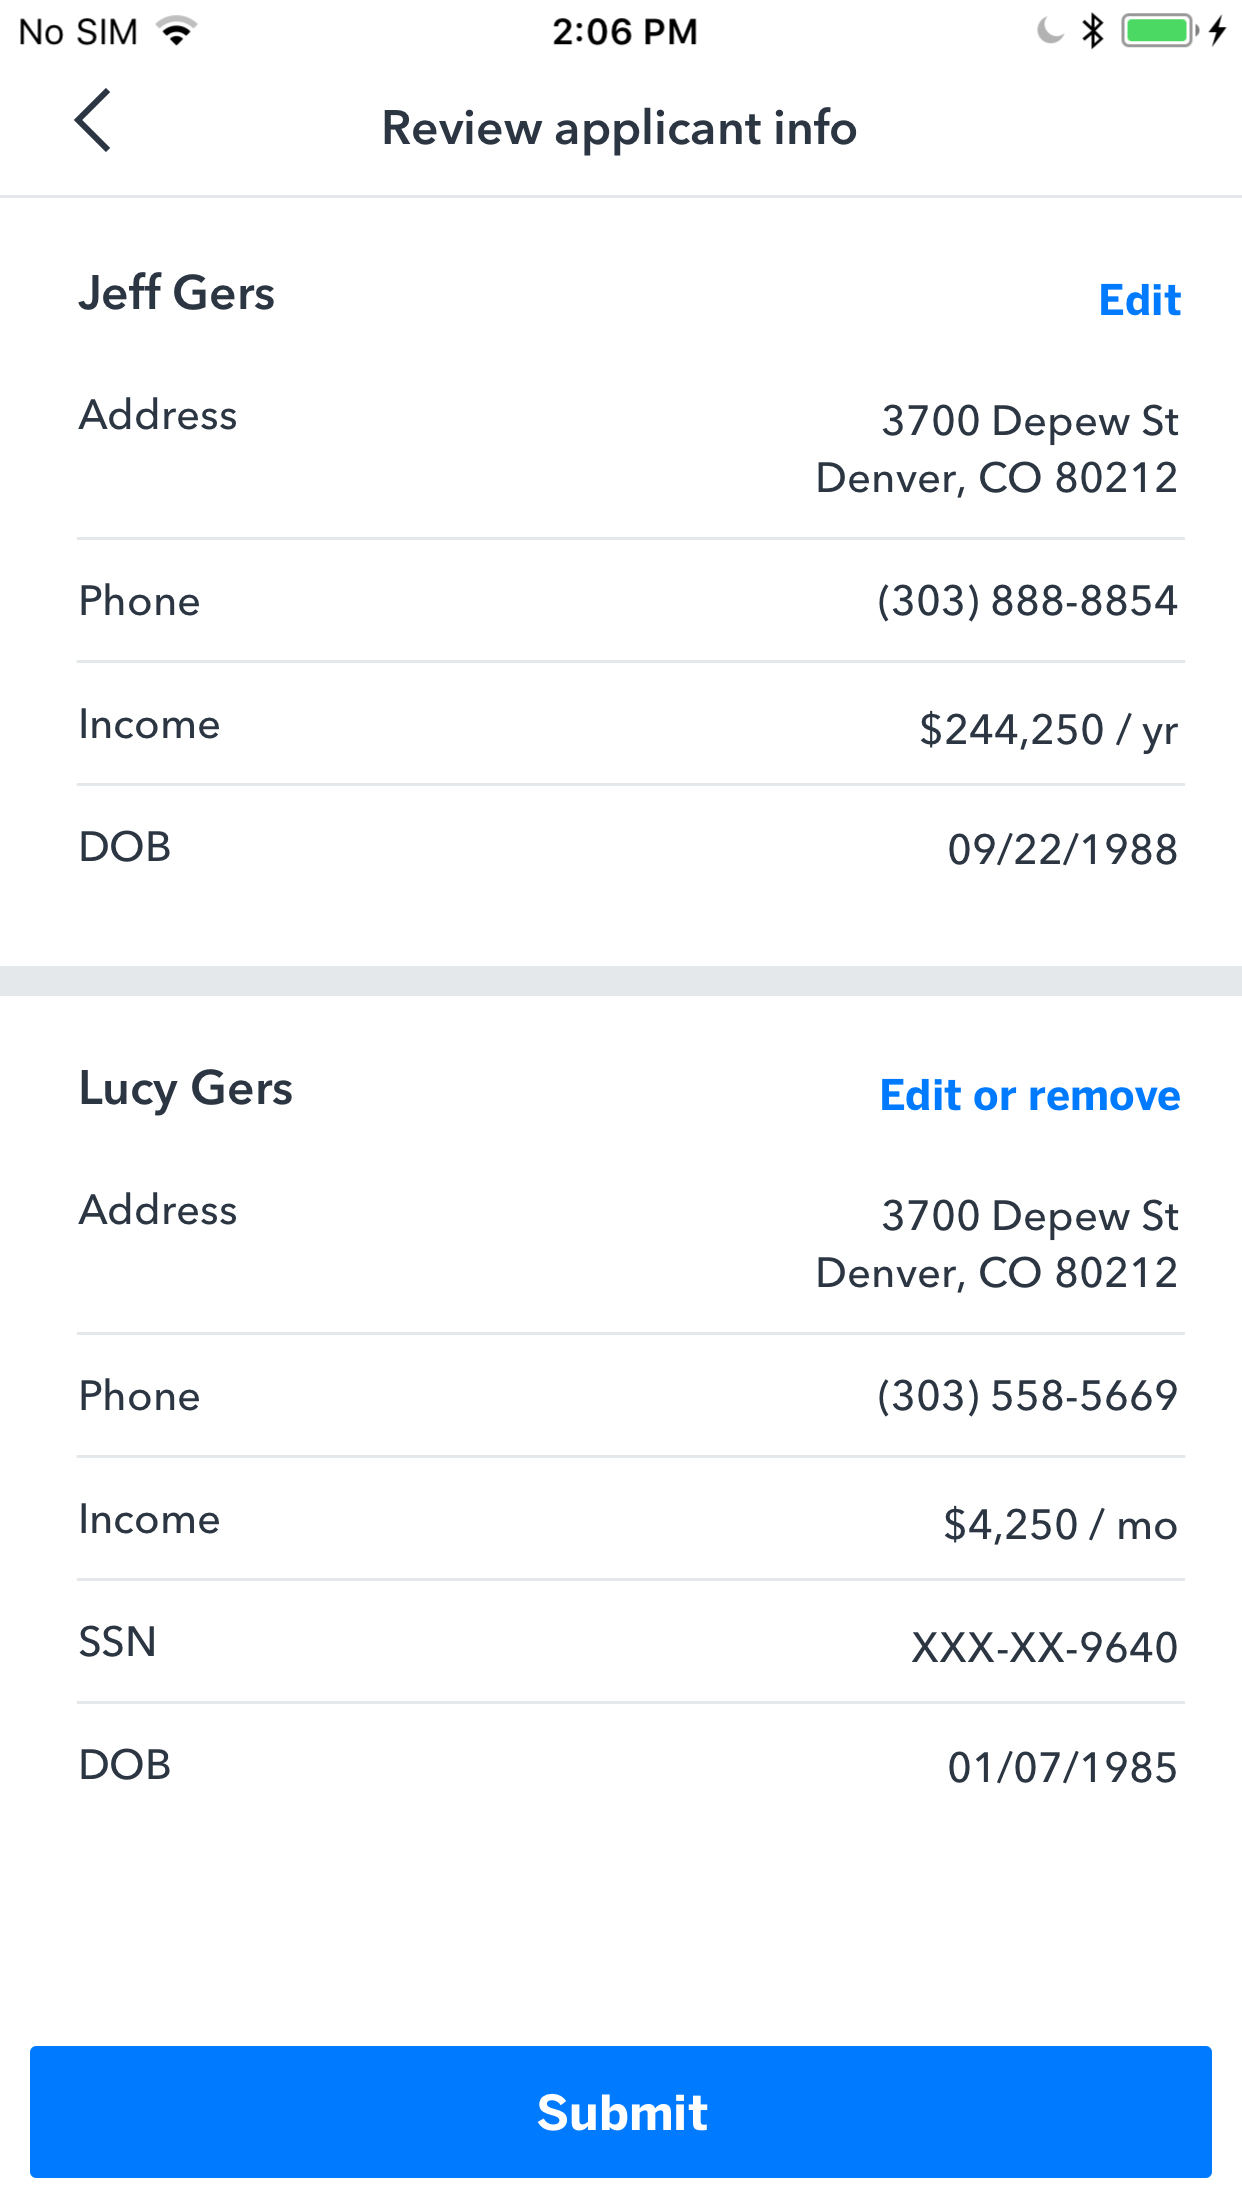 No SIM 2:06 PM
Review applicant info
Jeff Gers Edit
Address 3700 Depew St
Denver, CO 80212
Phone (303) 888-8854
Income $244,250 / yr
DOB 09/22/1988
Lucy Gers Edit or remove
Address 3700 Depew St
Denver, CO 80212
Phone (303) 558-5669
Income $4,250 / mo
SSN XXX-XX-9640
DOB 01/07/1985
Submit